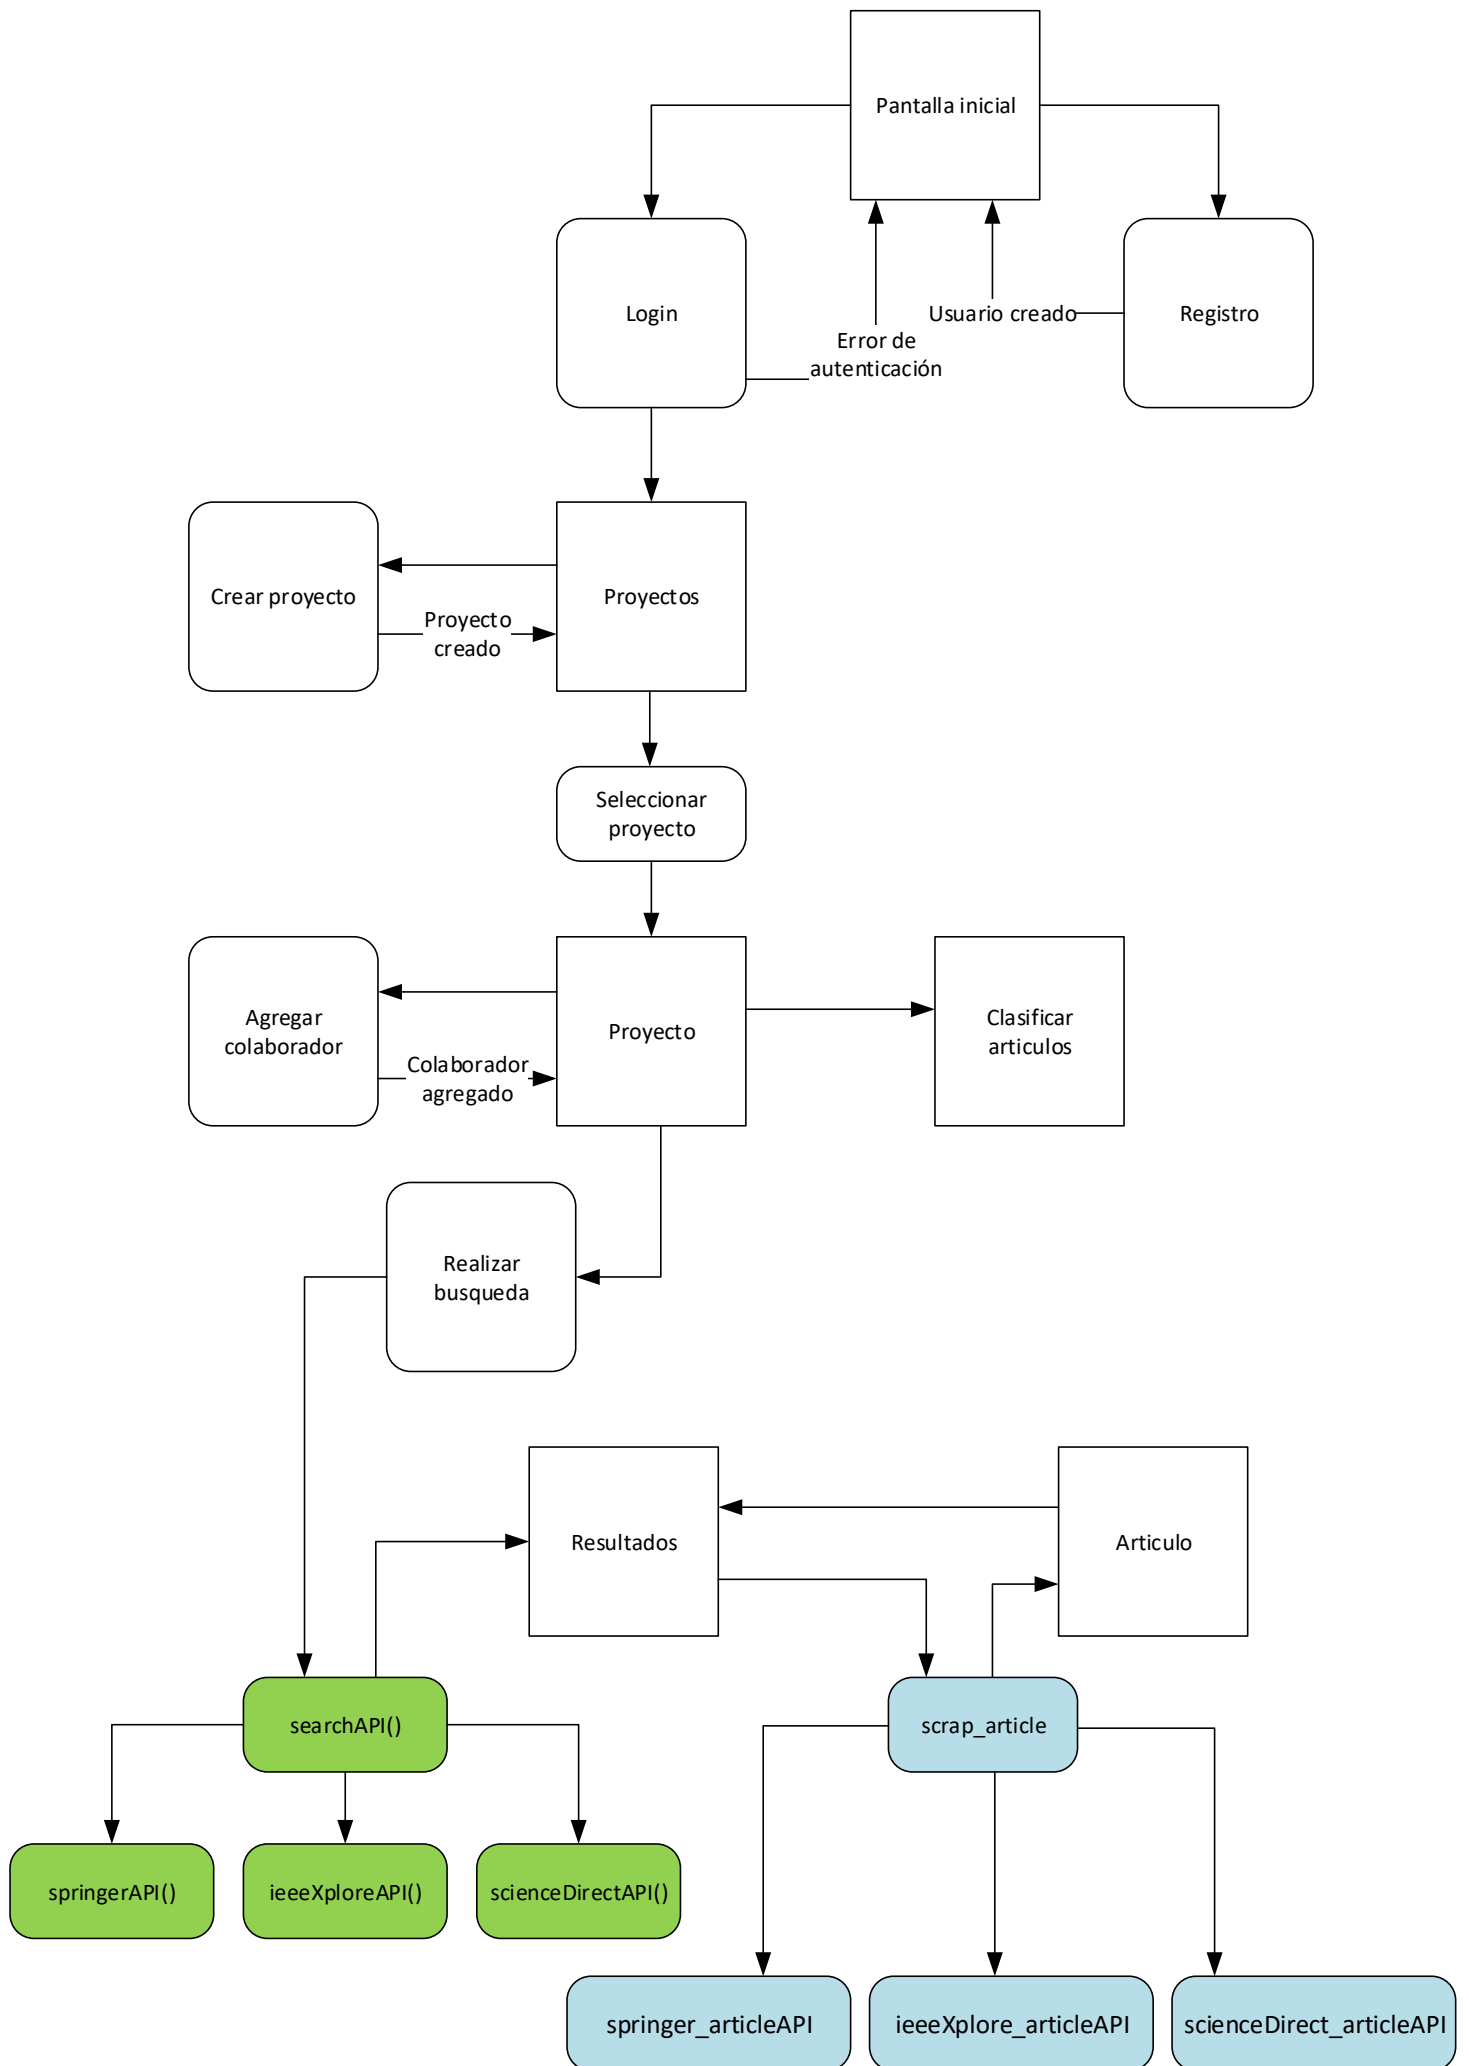 Pantalla inicial
Login
Usuario creado
Registro
Error de
autenticación
Crear proyecto
Proyecto
creado
Proyectos
Seleccionar
proyecto
Agregar
colaborador
Colaborador
agregado
Proyecto
Clasificar
articulos
Realizar
busqueda
Resultados
Articulo
searchAPI()
scrap_article
springerAPI()
ieeeXploreAPI()
scienceDirectAPI()
springer_articleAPI
ieeeXplore_articleAPI
scienceDirect_articleAPI